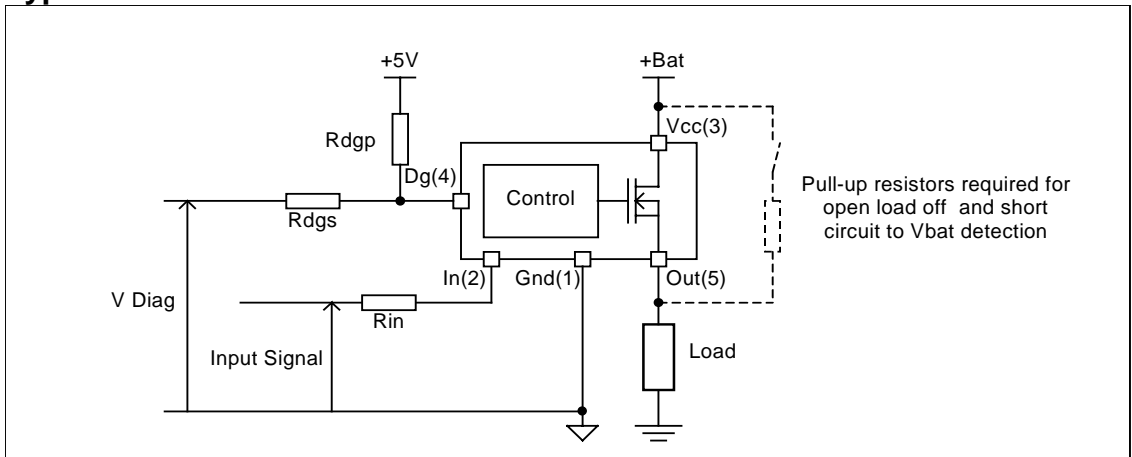 +5V
+Bat
Rdgp
Vcc(3)
Dg(4)
Control
Rdgs
Pull-up resistors required for
open load off and short
circuit to Vbat detection
In(2)
Gnd(1)
Out(5)
V Diag
Rin
Input Signal
Load